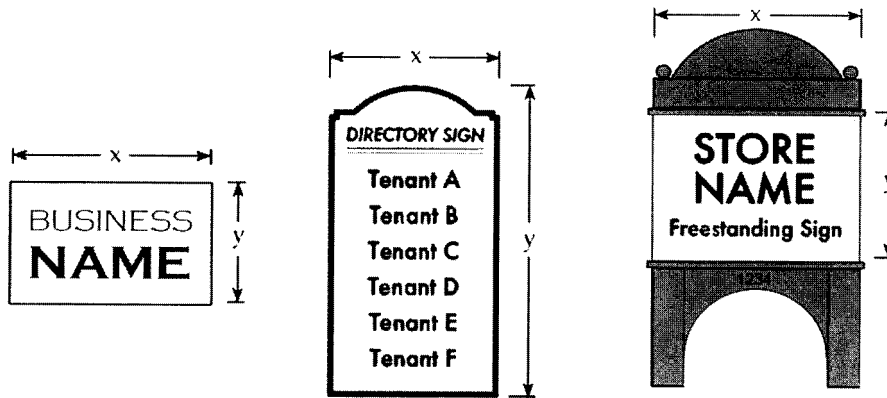 x
y
BUSINESS
NAME
x
y
DIRECTORY SIGN
Tenant A
Tenant B
Tenant C
Tenant D
Tenant E
Tenant F
x
y
STORE
NAME
Freestanding Sign
1234